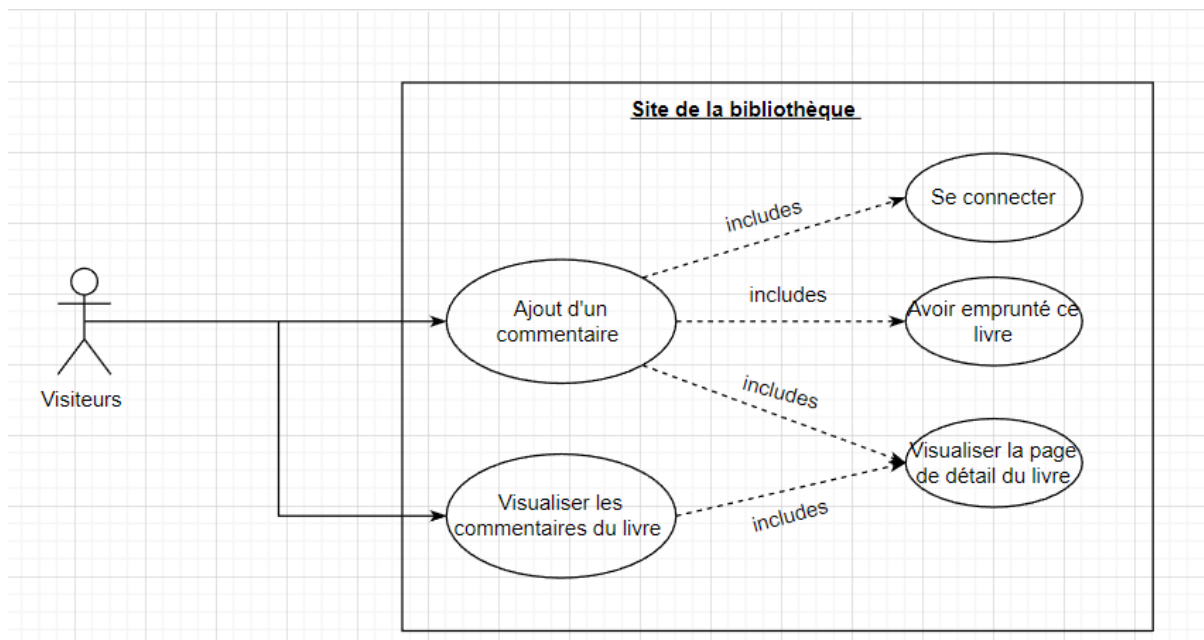 Site de la bibliothèque
Se connecter
includes
Ajout d'un
commentaire
includes
Avoir emprunté ce
livre
Visiteurs
includes
Visualiser la page
de détail du livre
Visualiser les
commentaires du livre
includes